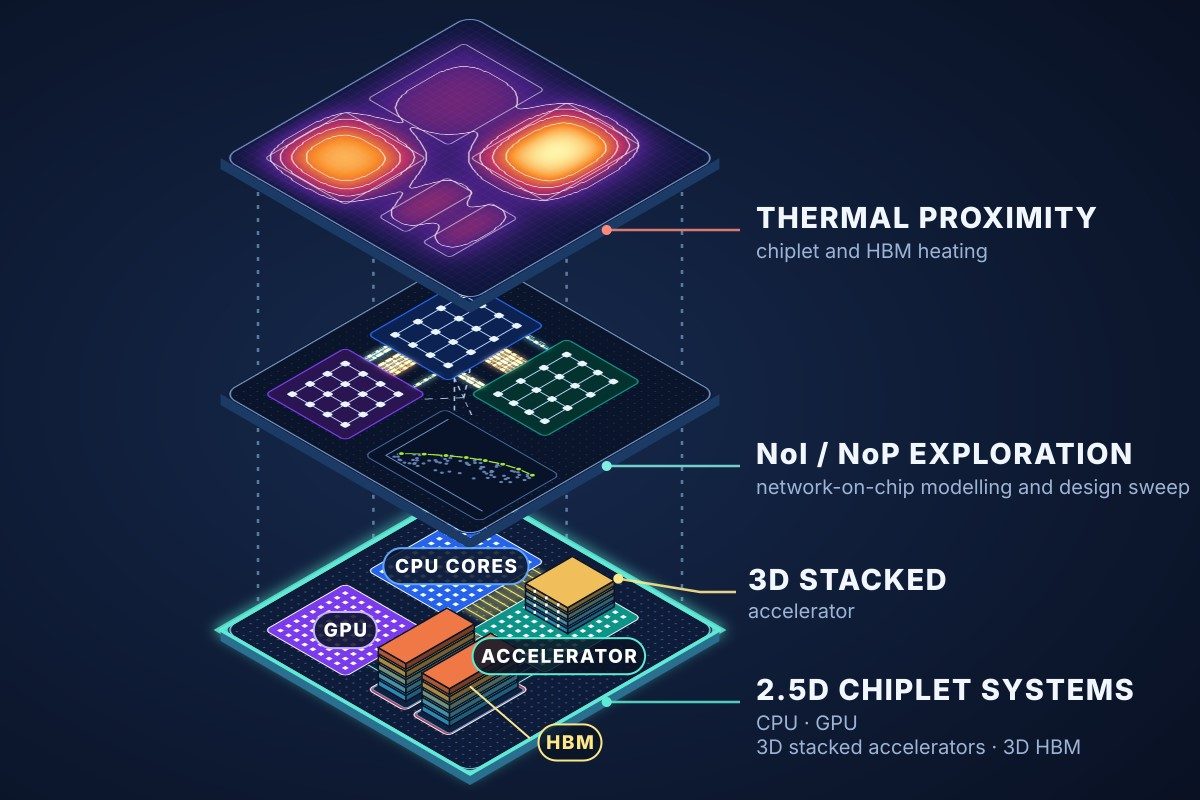 THERMAL PROXIMITY
chiplet and HBM heating
NoI / NoP EXPLORATION
network-on-chip modelling and design sweep
CPU CORES
3D STACKED
accelerator
GPU
ACCELERATOR
2.5D CHIPLET SYSTEMS
CPU · GPU
3D stacked accelerators · 3D HBM
HBM